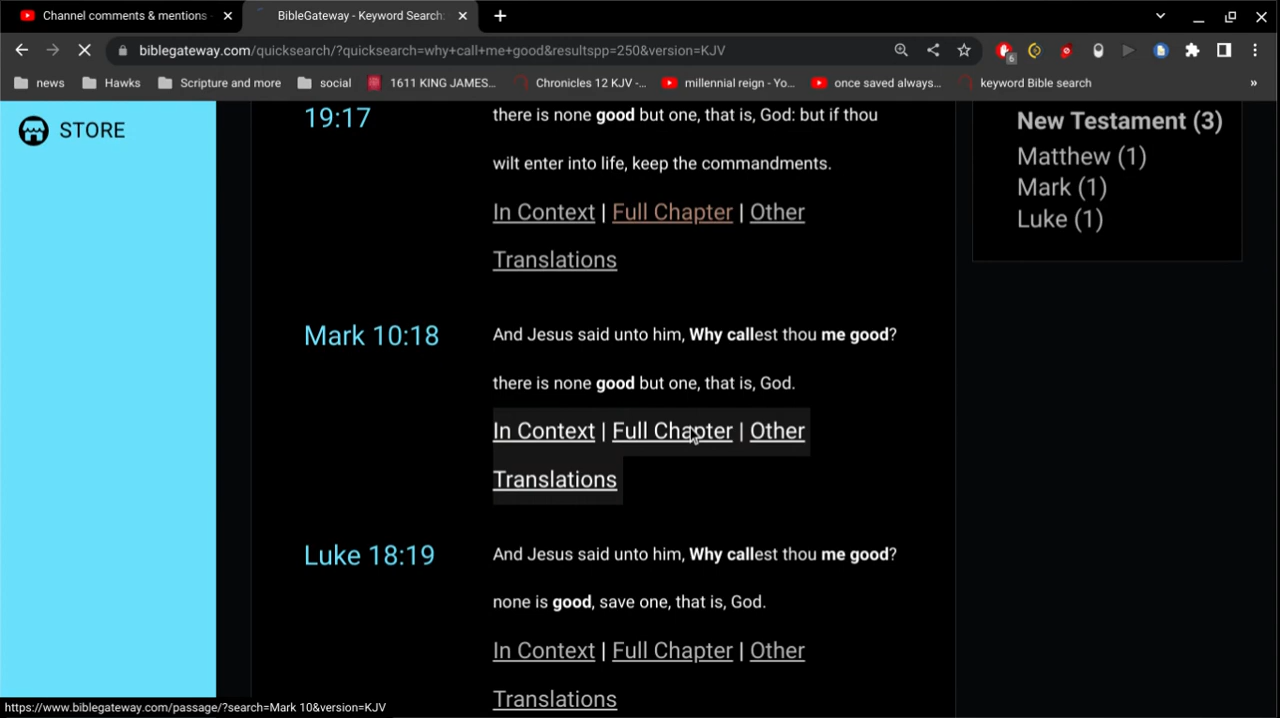 Channel comments & mentions
BibleGateway - Keyword Search:
biblegateway.com/quicksearch/?quicksearch=why+call+me+good&resultspp=250&version=KJV
6
news
Hawks
Scripture and more
social
1611 KING JAMES...
Chronicles 12 KJV -...
millennial reign - Yo...
once saved always...
keyword Bible search
»
STORE
19:17
there is none good but one, that is, God: but if thou
wilt enter into life, keep the commandments.
In Context | Full Chapter | Other
Translations
Mark 10:18
And Jesus said unto him, Why callest thou me good?
there is none good but one, that is, God.
In Context | Full Chapter | Other
Translations
Luke 18:19
And Jesus said unto him, Why callest thou me good?
none is good, save one, that is, God.
In Context | Full Chapter | Other
Translations
New Testament (3)
Matthew (1)
Mark (1)
Luke (1)
https://www.biblegateway.com/passage/?search=Mark 10&version=KJV